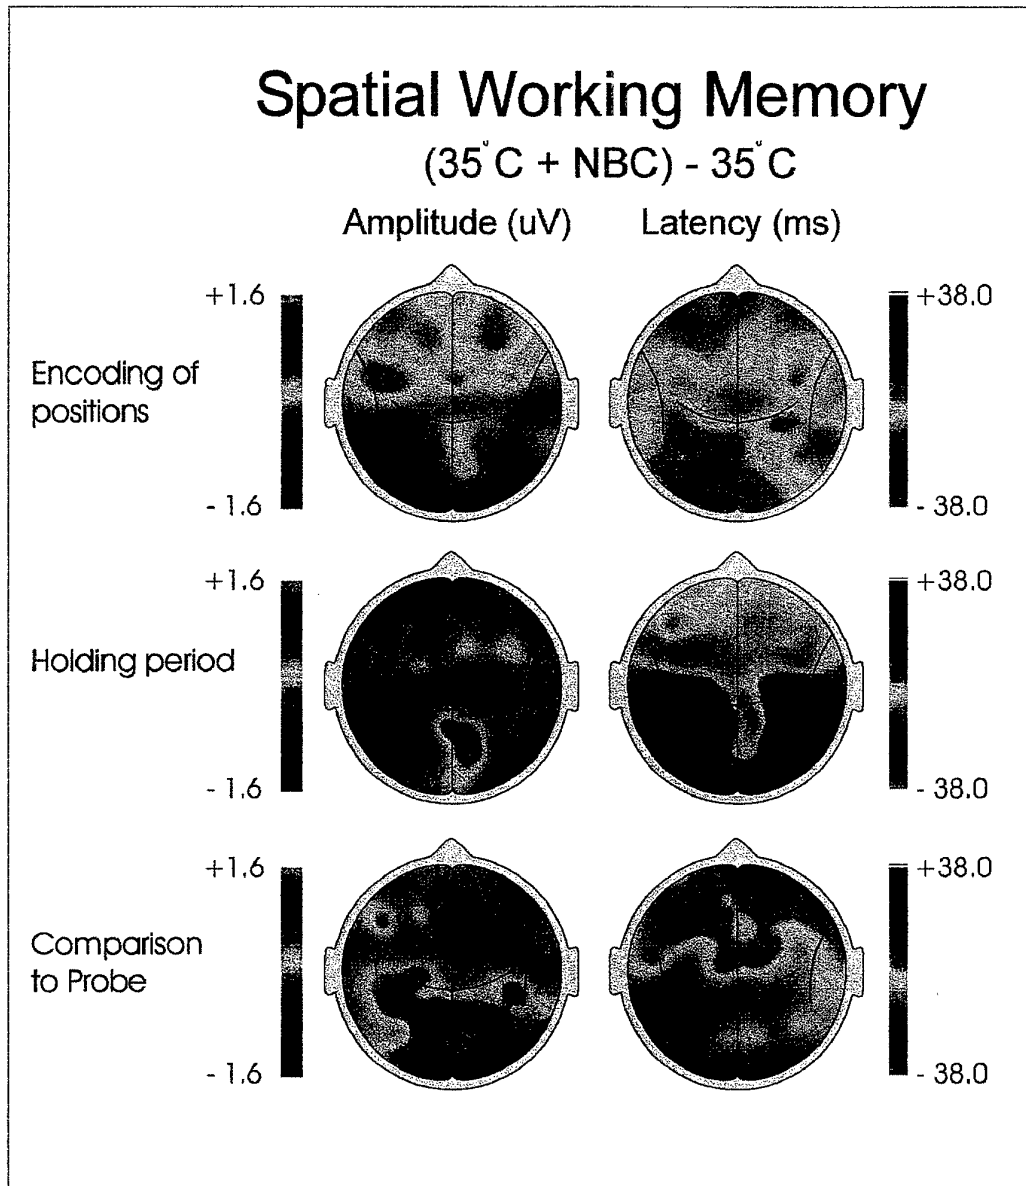 Spatial Working Memory
(35°C + NBC) - 35°C
Amplitude (uV) Latency (ms)
+1.6 +38.0
Encoding of
positions
- 1.6 - 38.0
+1.6 +38.0
Holding period
- 1.6 - 38.0
+1.6 +38.0
Comparison
to Probe
- 1.6 - 38.0